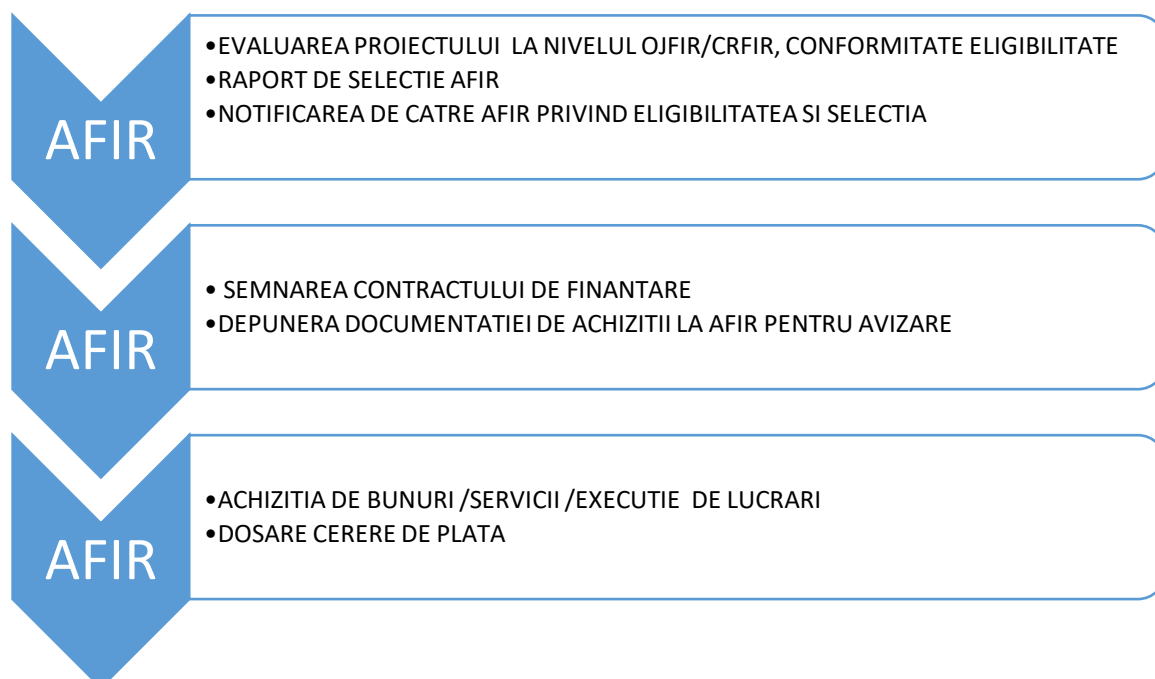 AFIR
•EVALUAREA PROIECTULUI LA NIVELUL OJFIR/CRFIR, CONFORMITATE ELIGIBILITATE
•RAPORT DE SELECTIE AFIR
•NOTIFICAREA DE CATRE AFIR PRIVIND ELIGIBILITATEA SI SELECTIA
AFIR
• SEMNAREA CONTRACTULUI DE FINANTARE
•DEPUNERA DOCUMENTATIEI DE ACHIZITII LA AFIR PENTRU AVIZARE
AFIR
•ACHIZITIA DE BUNURI /SERVICII /EXECUTIE DE LUCRARI
•DOSARE CERERE DE PLATA